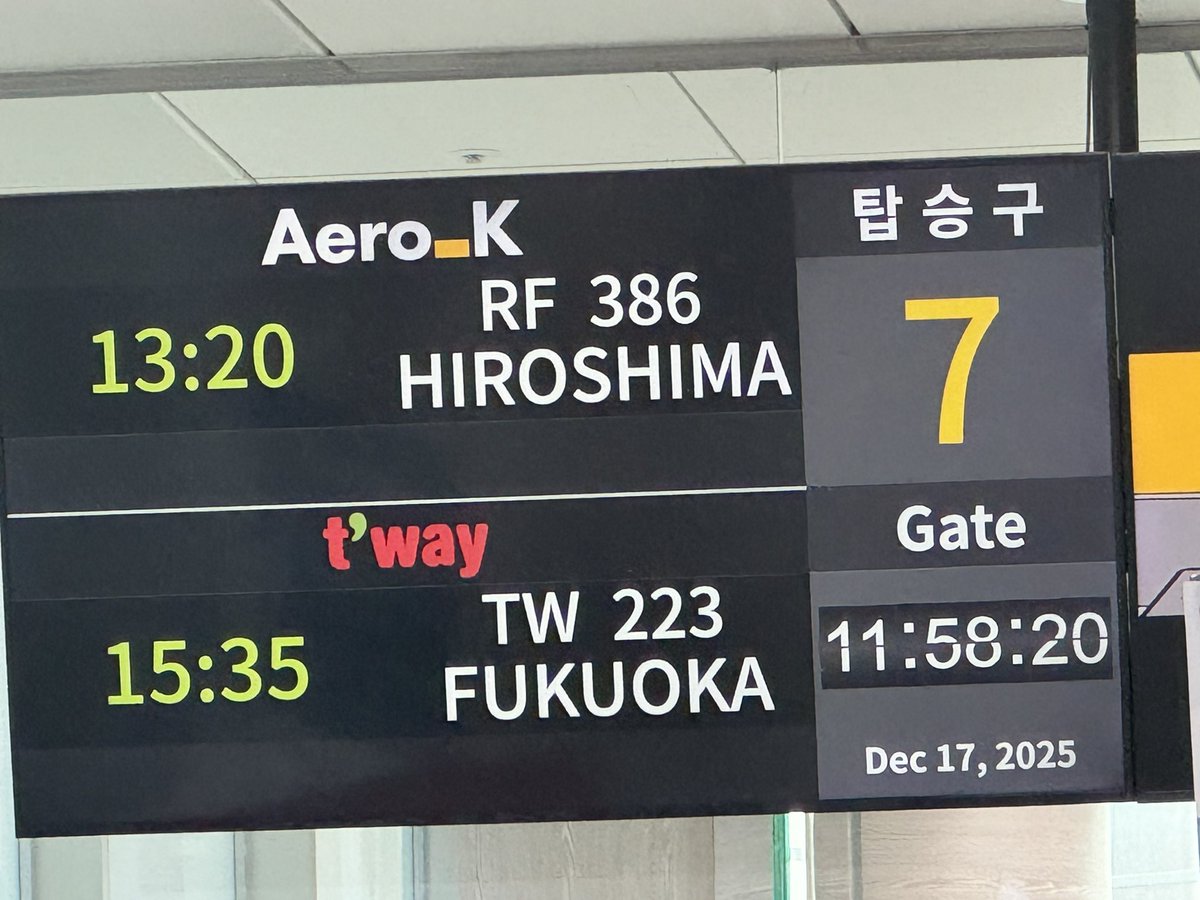 Aero_K
RF 386
13:20
HIROSHIMA
t'way
TW 223
15:35
FUKUOKA
탑승구
7
Gate
11:58:20
Dec 17, 2025